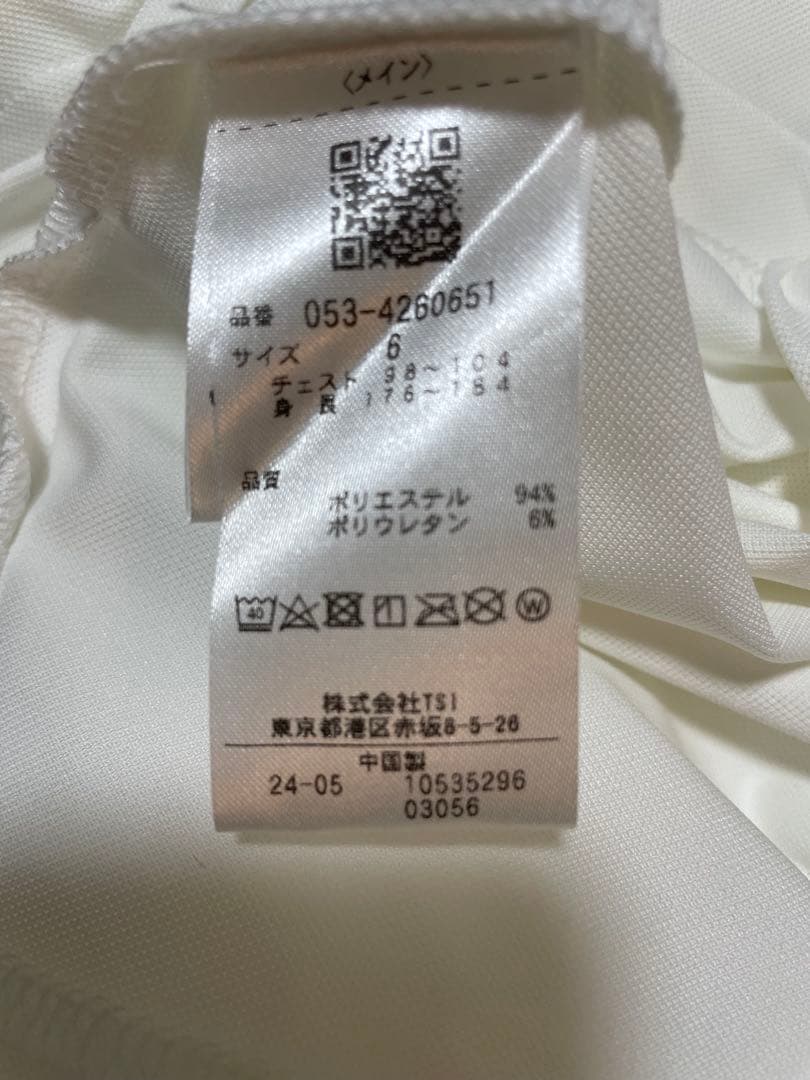 〈メイン〉
品番 053-4260651
サイズ 6
チェスト 98～104
身長 176～184
品質
ポリエステル 94%
ポリウレタン 6%
40
W
株式会社TSI
東京都港区赤坂8-5-26
中国製
24-05 10535296
03056